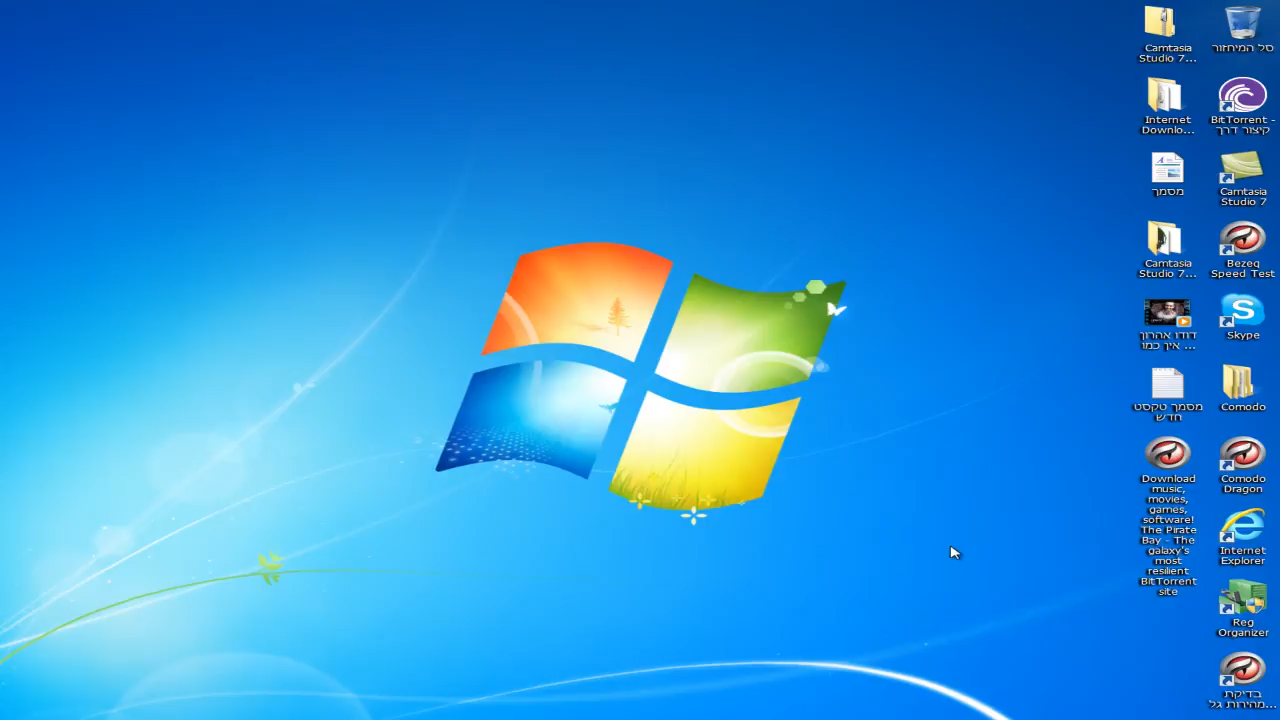 סל המיחזור
BitTorrent -
קיצור דרך
Camtasia
Studio 7
Bezeq
Speed Test
Skype
Comodo
Comodo
Dragon
Internet
Explorer
Reg
Organizer
בדיקת
מהירות גל...
Camtasia
Studio 7...
Internet
Downlo...
מסמך
Camtasia
Studio 7...
דודו אהרון
איך כמו ...
מסמך טקסט
חדש
Download
music,
movies,
games,
software!
The Pirate
Bay - The
galaxy's
most
resilient
BitTorrent
site